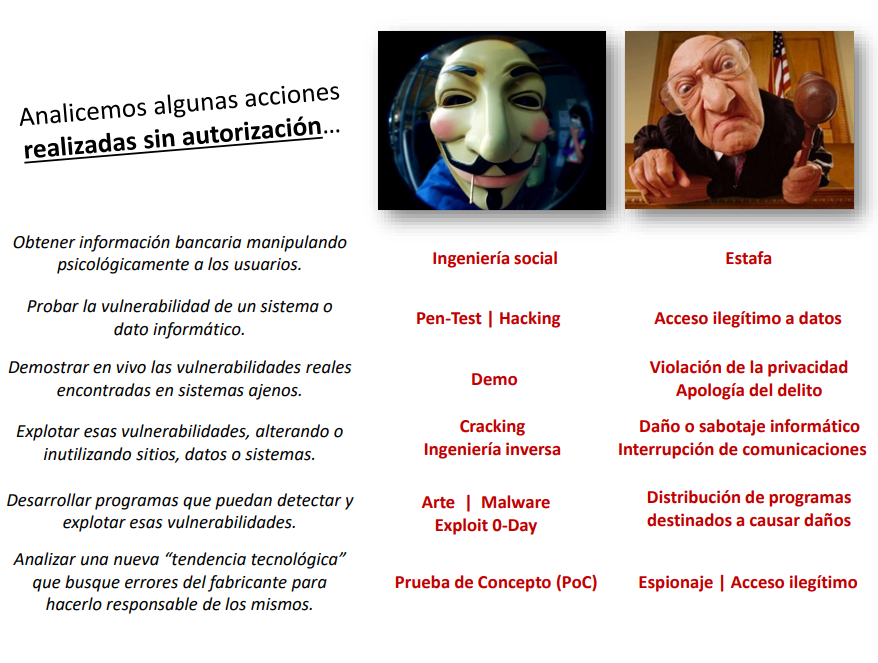 Analicemos algunas acciones
realizadas sin autorización...
Obtener información bancaria manipulando
psicológicamente a los usuarios.
Ingeniería social
Estafa
Probar la vulnerabilidad de un sistema o
dato informático.
Pen-Test | Hacking
Acceso ilegítimo a datos
Demostrar en vivo las vulnerabilidades reales
encontradas en sistemas ajenos.
Demo
Violación de la privacidad
Apología del delito
Explotar esas vulnerabilidades, alterando o
inutilizando sitios, datos o sistemas.
Cracking
Ingeniería inversa
Daño o sabotaje informático
Interrupción de comunicaciones
Desarrollar programas que puedan detectar y
explotar esas vulnerabilidades.
Arte | Malware
Exploit 0-Day
Distribución de programas
destinados a causar daños
Analizar una nueva “tendencia tecnológica”
que busque errores del fabricante para
hacerlo responsable de los mismos.
Prueba de Concepto (PoC)
Espionaje | Acceso ilegítimo